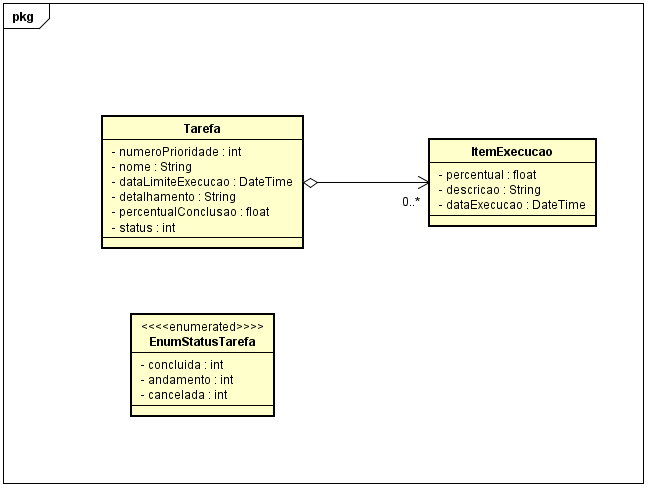 pkg
Tarefa
- numeroPrioridade : int
- nome : String
- dataLimiteExecucao : DateTime
- detalhamento : String
- percentualConclusao : float
- status : int
ItemExecucao
- percentual : float
- descricao : String
- dataExecucao : DateTime
0..*
<<<<enumerated>>>>
EnumStatusTarefa
- concluida : int
- andamento : int
- cancelada : int